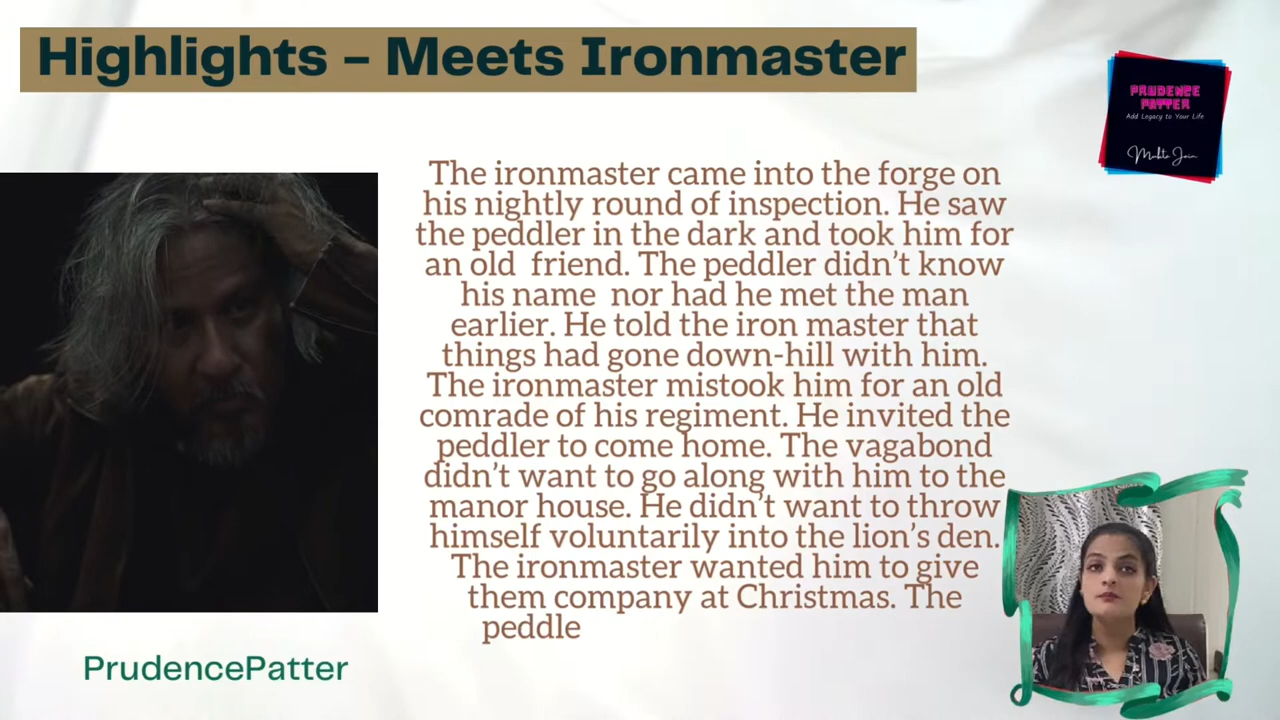 Highlights – Meets Ironmaster
PRUDENCE
PATTER
Add Legacy to Your Life
The ironmaster came into the forge on
his nightly round of inspection. He saw
the peddler in the dark and took him for
an old  friend. The peddler didn’t know
his name  nor had he met the man
earlier. He told the iron master that
things had gone down-hill with him.
The ironmaster mistook him for an old
comrade of his regiment. He invited the
peddler to come home. The vagabond
didn’t want to go along with him to the
manor house. He didn’t want to throw
himself voluntarily into the lion’s den.
The ironmaster wanted him to give
them company at Christmas. The
peddle
PrudencePatter